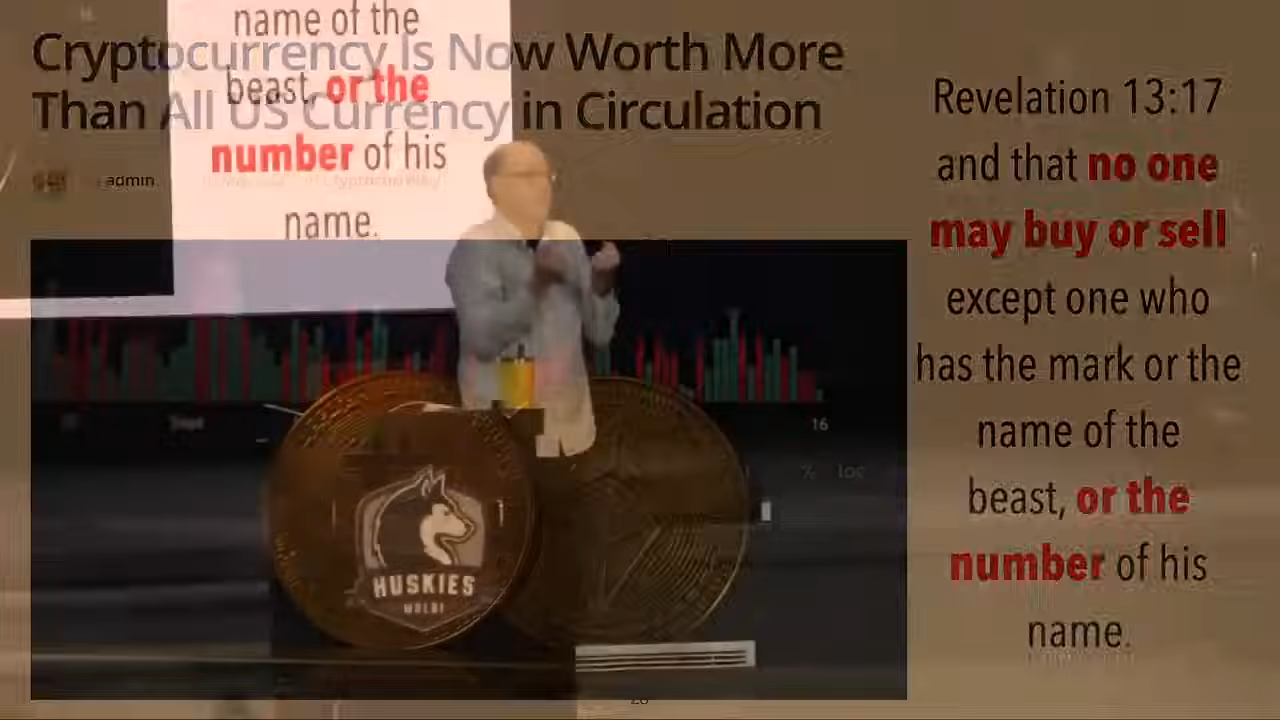 Cryptocurrency Is Now Worth More
Than All US Currency in Circulation
admin
name of the
beast, or the
number of his
name.
Revelation 13:17
and that no one
may buy or sell
except one who
has the mark or the
name of the
beast, or the
number of his
name.
16
% loc
HUSKIES